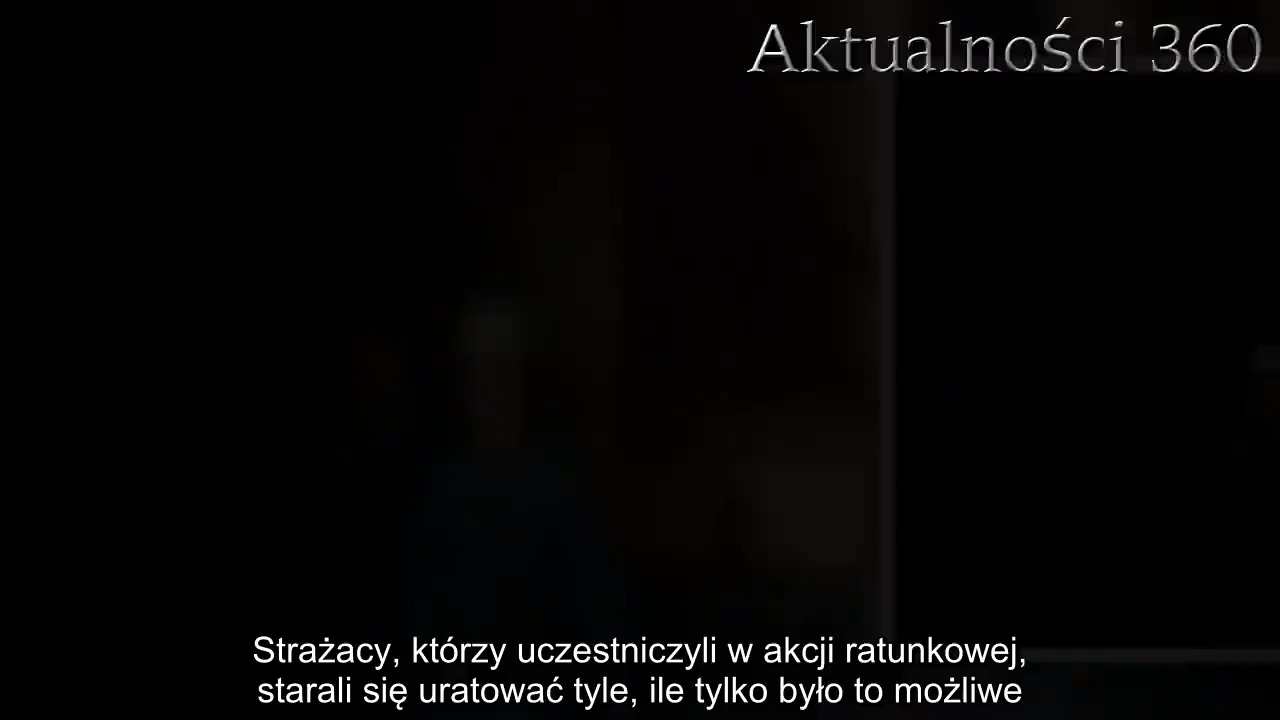 Aktualności 360
Strażacy, którzy uczestniczyli w akcji ratunkowej,
starali się uratować tyle, ile tylko było to możliwe